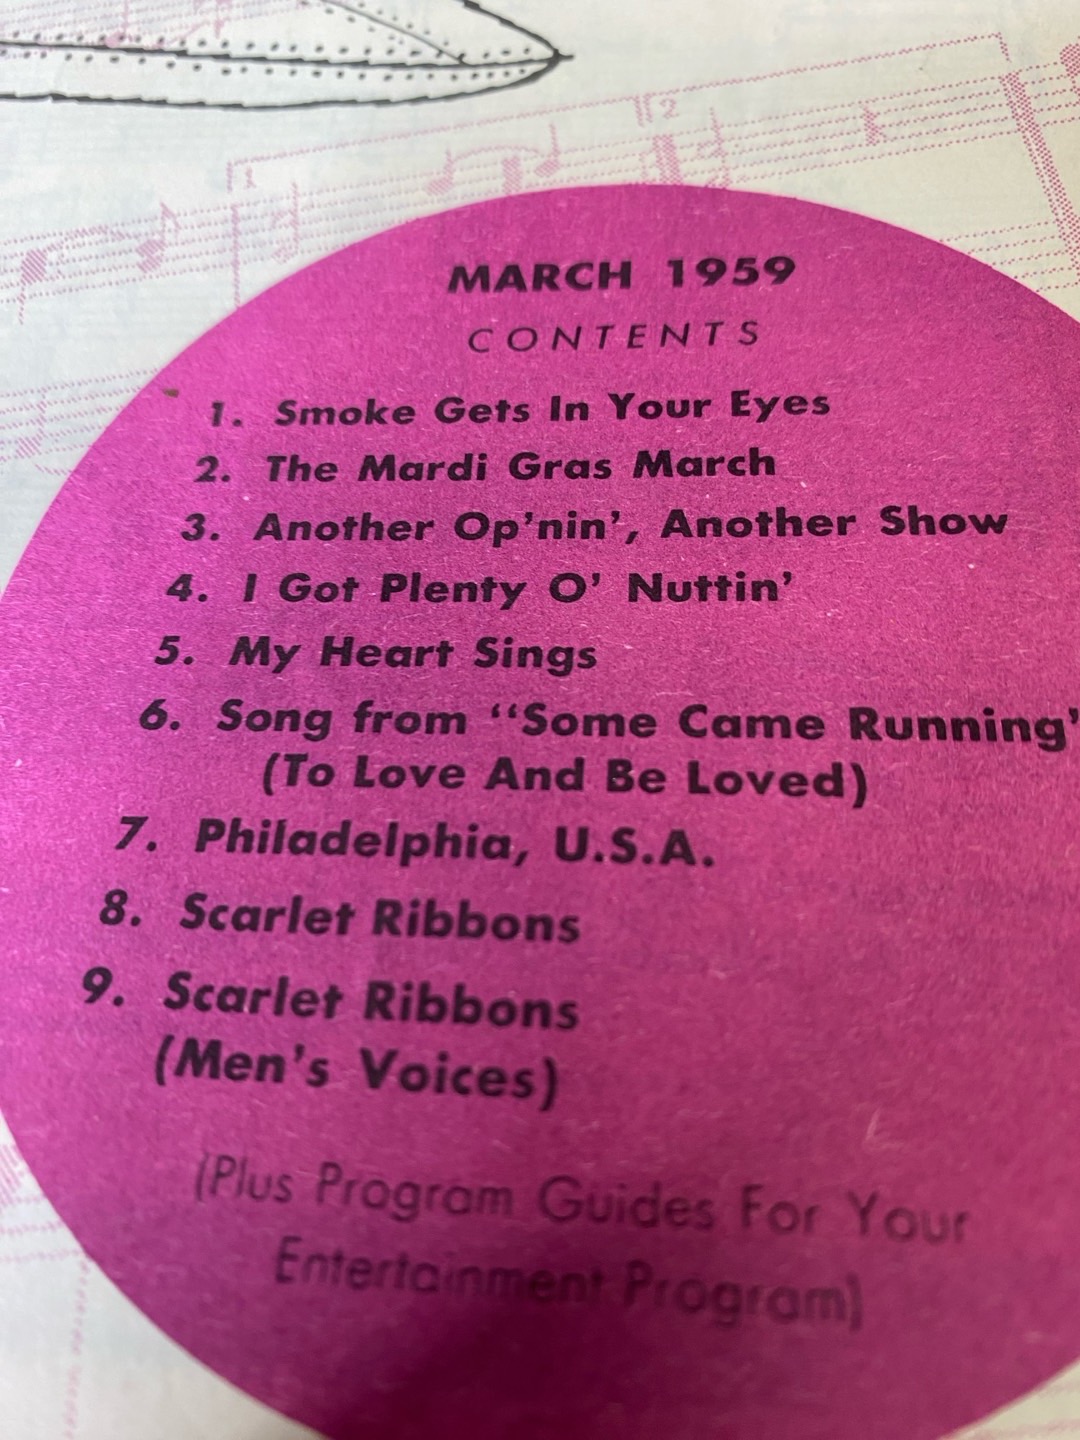 1
2
MARCH 1959
CONTENTS
1. Smoke Gets In Your Eyes
2. The Mardi Gras March
3. Another Op'nin', Another Show
4. I Got Plenty O' Nuttin'
5. My Heart Sings
6. Song from "Some Came Running"
(To Love And Be Loved)
7. Philadelphia, U.S.A.
8. Scarlet Ribbons
9. Scarlet Ribbons
(Men's Voices)
(Plus Program Guides For Your
Entertainment Program)